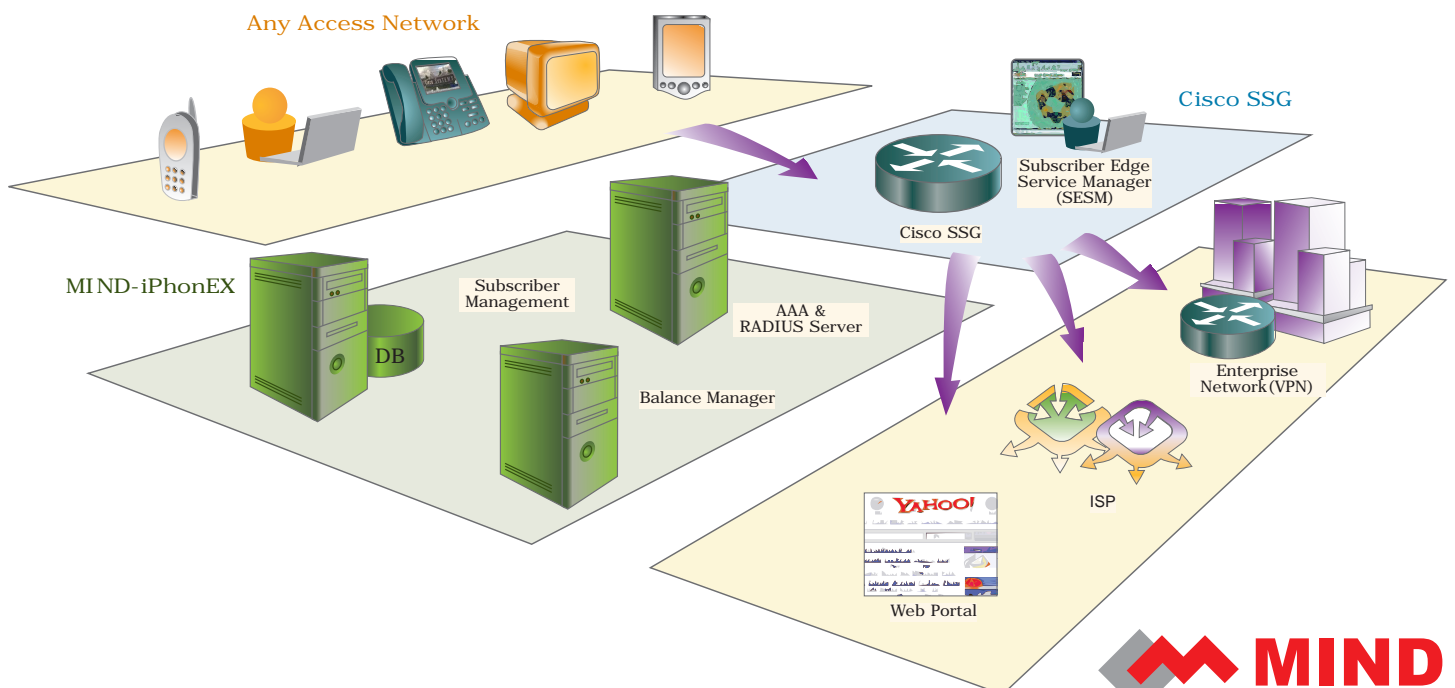 Any Access Network
Cisco SSG
Subscriber Edge
Service Manager
(SESM)
Cisco SSG
MIND-iPhonEX
Subscriber
Management
AAA &
RADIUS Server
DB
Balance Manager
Enterprise
Network(VPN)
ISP
YAHOO!
Web Portal
MIND